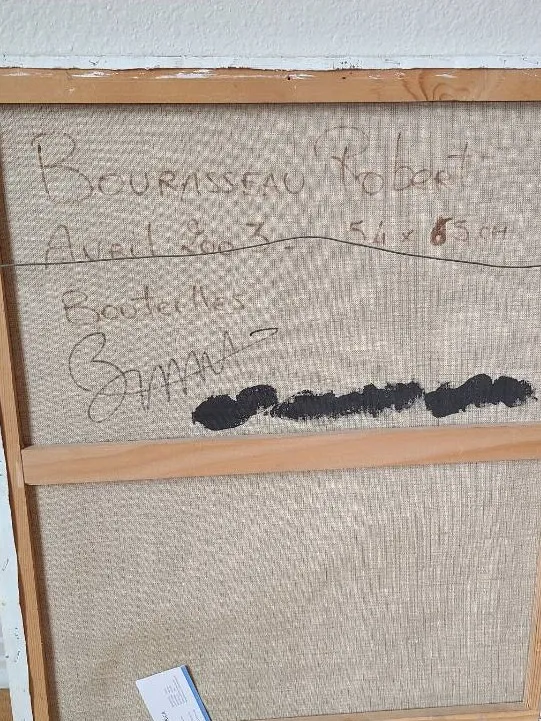 BOURASSEAU Robert
Avril 2003 54 x 65 CM
Bouteilles